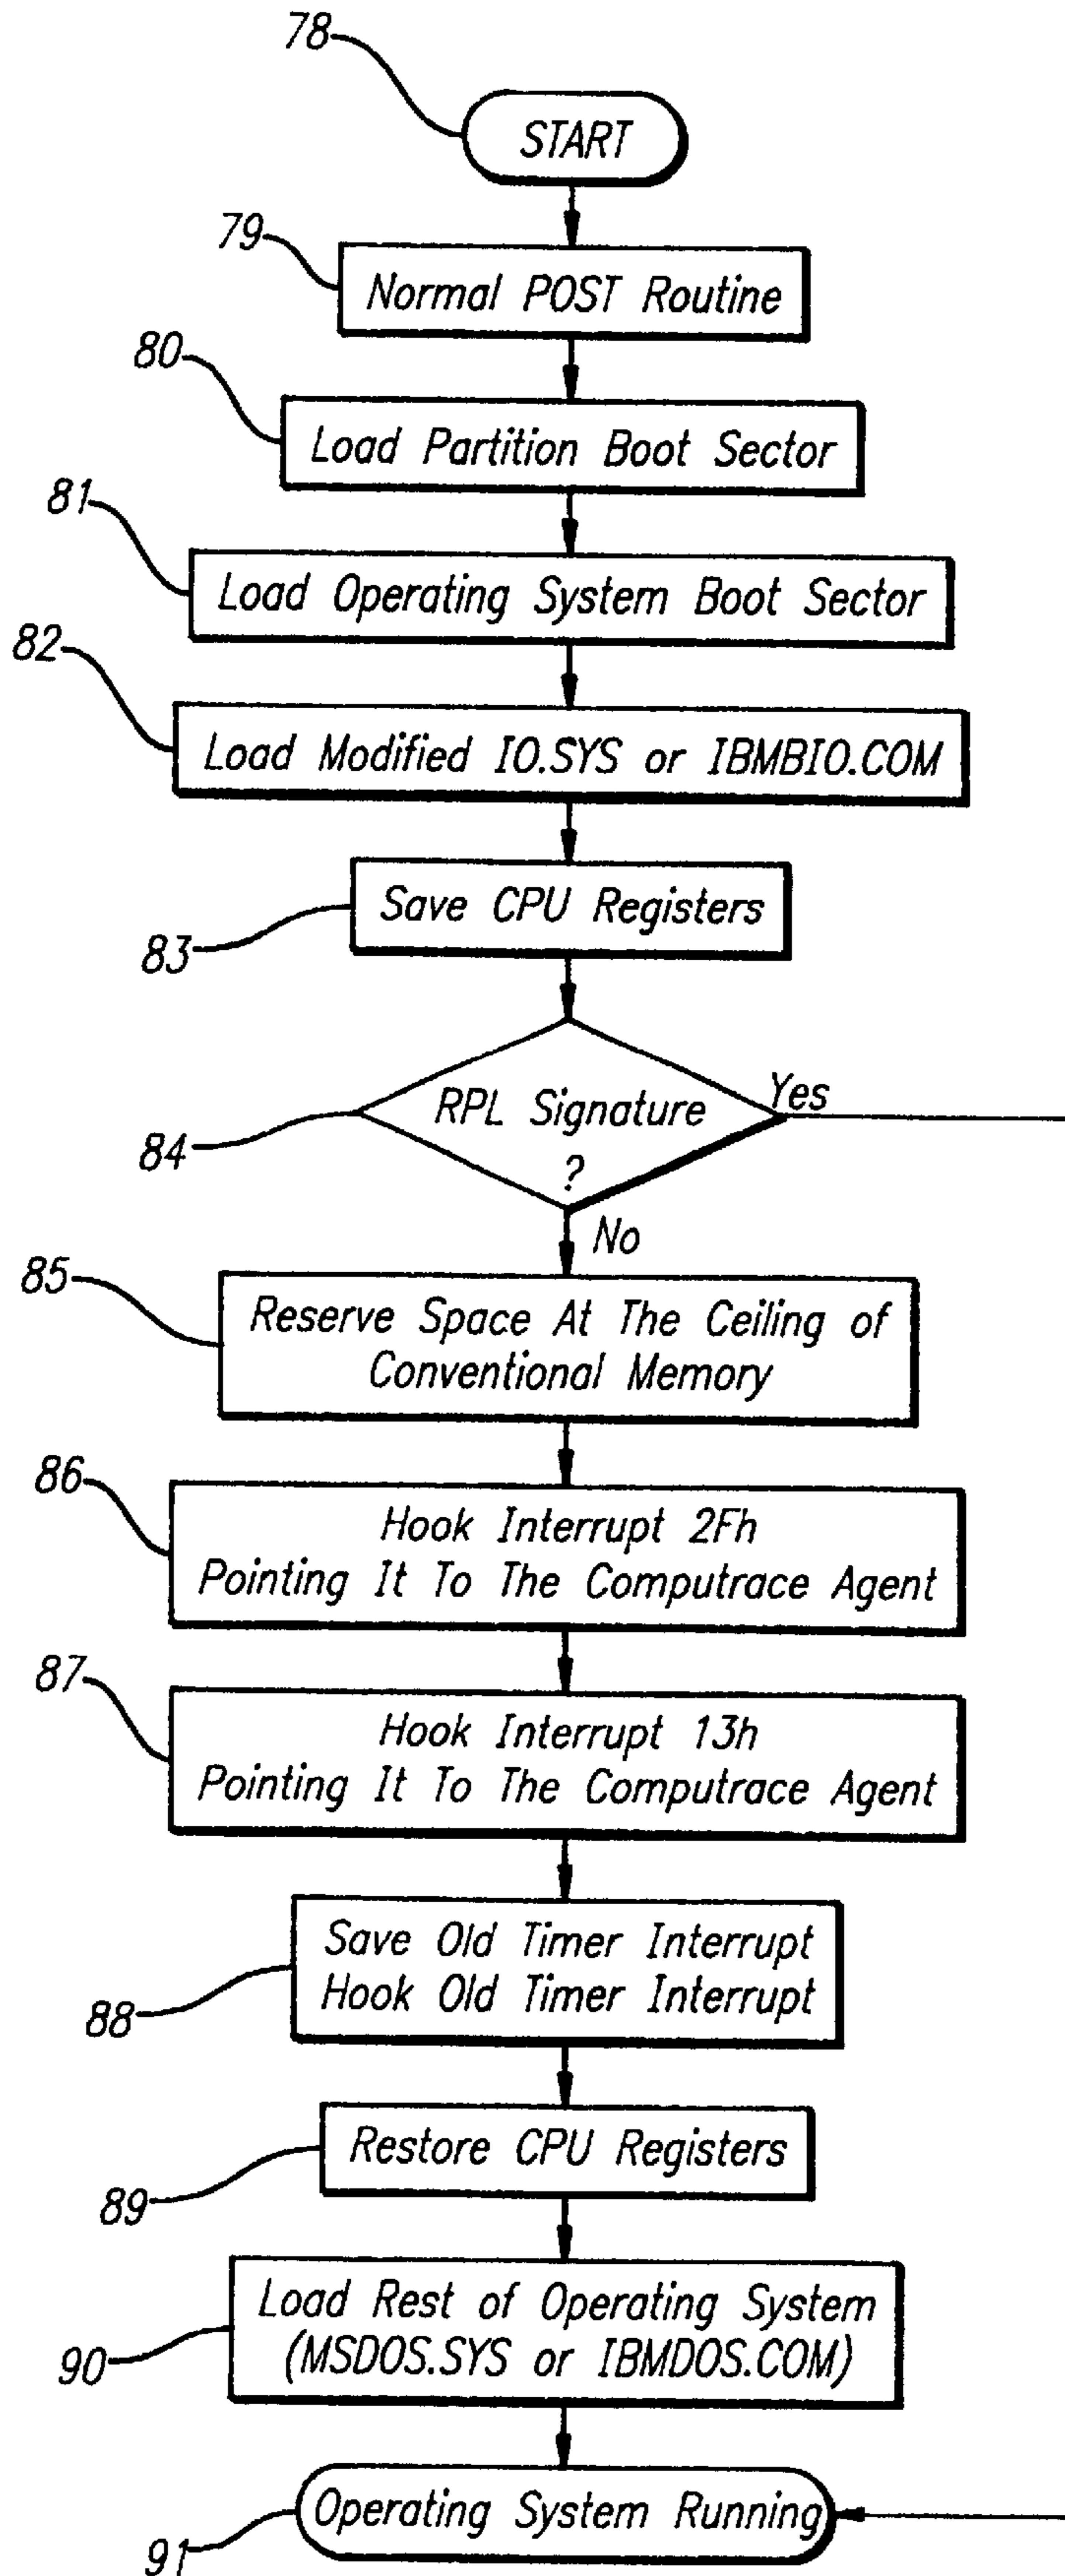 78
START
79
Normal POST Routine
80
Load Partition Boot Sector
81
Load Operating System Boot Sector
82
Load Modified IO.SYS or IBMBIO.COM
Save CPU Registers
83
RPL Signature
?
Yes
84
No
85
Reserve Space At The Ceiling of
Conventional Memory
86
Hook Interrupt 2Fh
Pointing It To The Computrace Agent
87
Hook Interrupt 13h
Pointing It To The Computrace Agent
Save Old Timer Interrupt
Hook Old Timer Interrupt
88
Restore CPU Registers
89
Load Rest of Operating System
(MSDOS.SYS or IBMDOS.COM)
90
Operating System Running
91